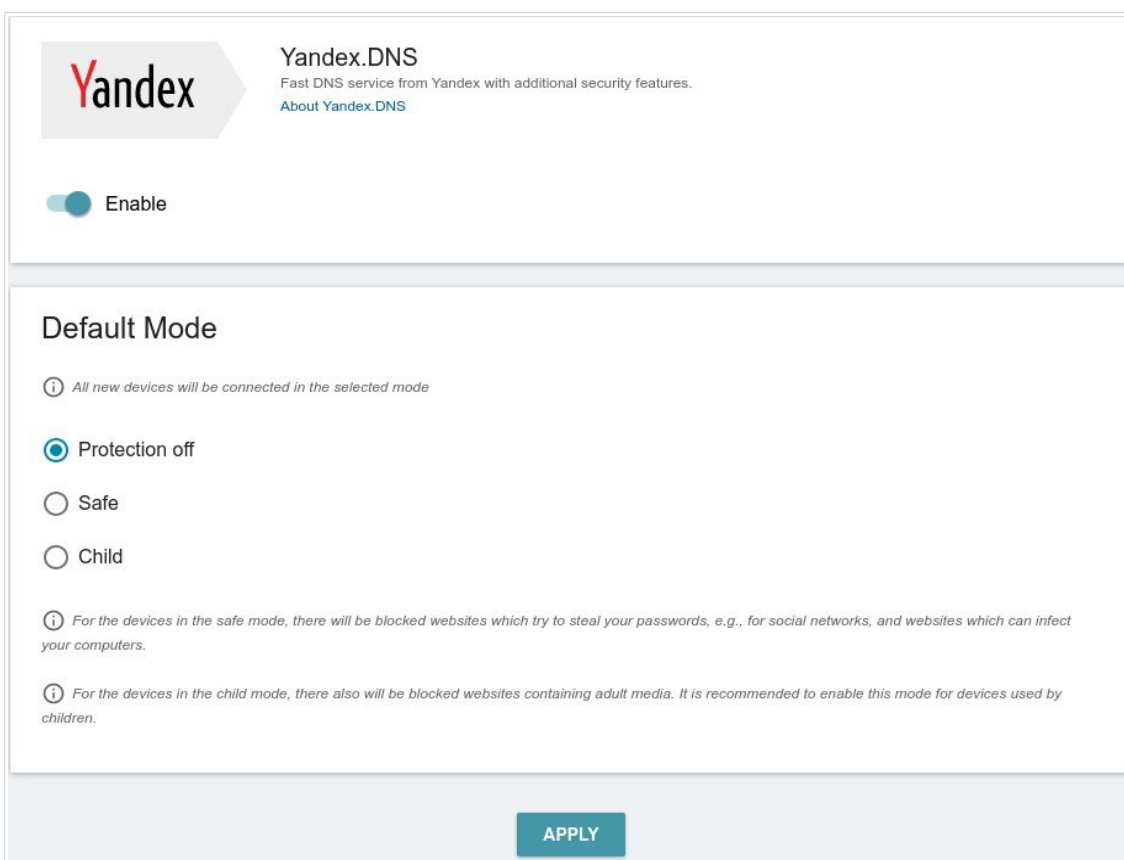 Yandex
Yandex.DNS
Fast DNS service from Yandex with additional security features.
About Yandex.DNS
Enable
Default Mode
All new devices will be connected in the selected mode
Protection off
Safe
Child
For the devices in the safe mode, there will be blocked websites which try to steal your passwords, e.g., for social networks, and websites which can infect
your computers.
For the devices in the child mode, there also will be blocked websites containing adult media. It is recommended to enable this mode for devices used by
children.
APPLY